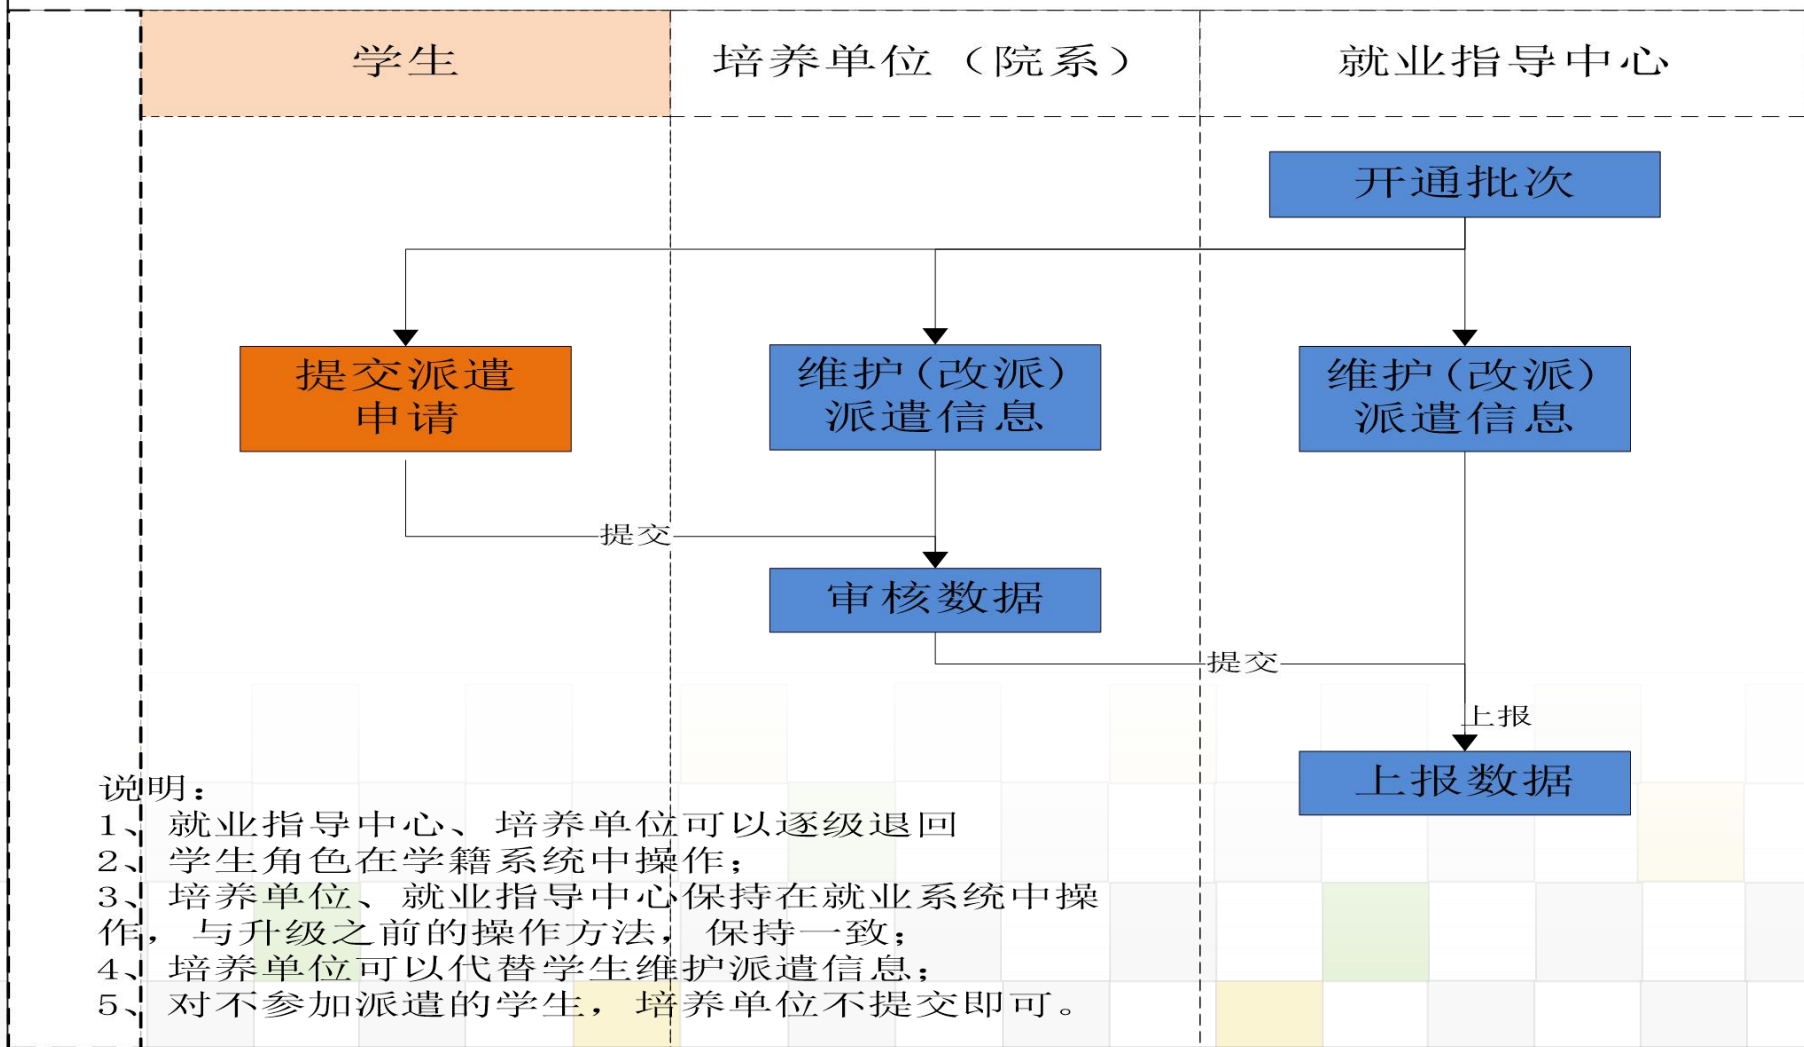 学生
培养单位（院系）
就业指导中心
开通批次
提交派遣
申请
维护(改派)
派遣信息
维护(改派)
派遣信息
提交
审核数据
提交
上报
上报数据
说明：
1、就业指导中心、培养单位可以逐级退回
2、学生角色在学籍系统中操作；
3、培养单位、就业指导中心保持在就业系统中操
作，与升级之前的操作方法，保持一致；
4、培养单位可以代替学生维护派遣信息；
5、对不参加派遣的学生，培养单位不提交即可。